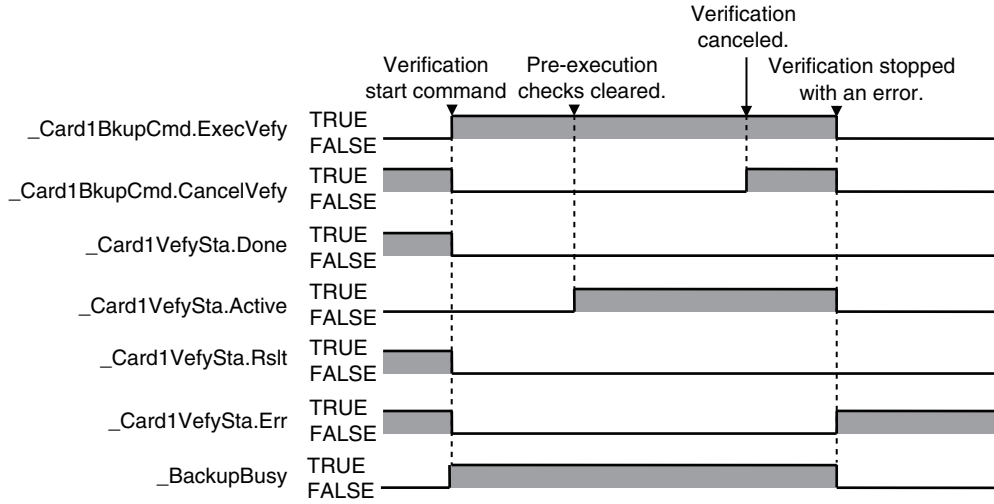 Verification
canceled.
Verification
start command
Pre-execution
checks cleared.
Verification stopped
with an error.
_Card1BkupCmd.ExecVefy
TRUE
FALSE
_Card1BkupCmd.CancelVefy
TRUE
FALSE
_Card1VefySta.Done
TRUE
FALSE
_Card1VefySta.Active
TRUE
FALSE
_Card1VefySta.Rslt
TRUE
FALSE
_Card1VefySta.Err
TRUE
FALSE
_BackupBusy
TRUE
FALSE